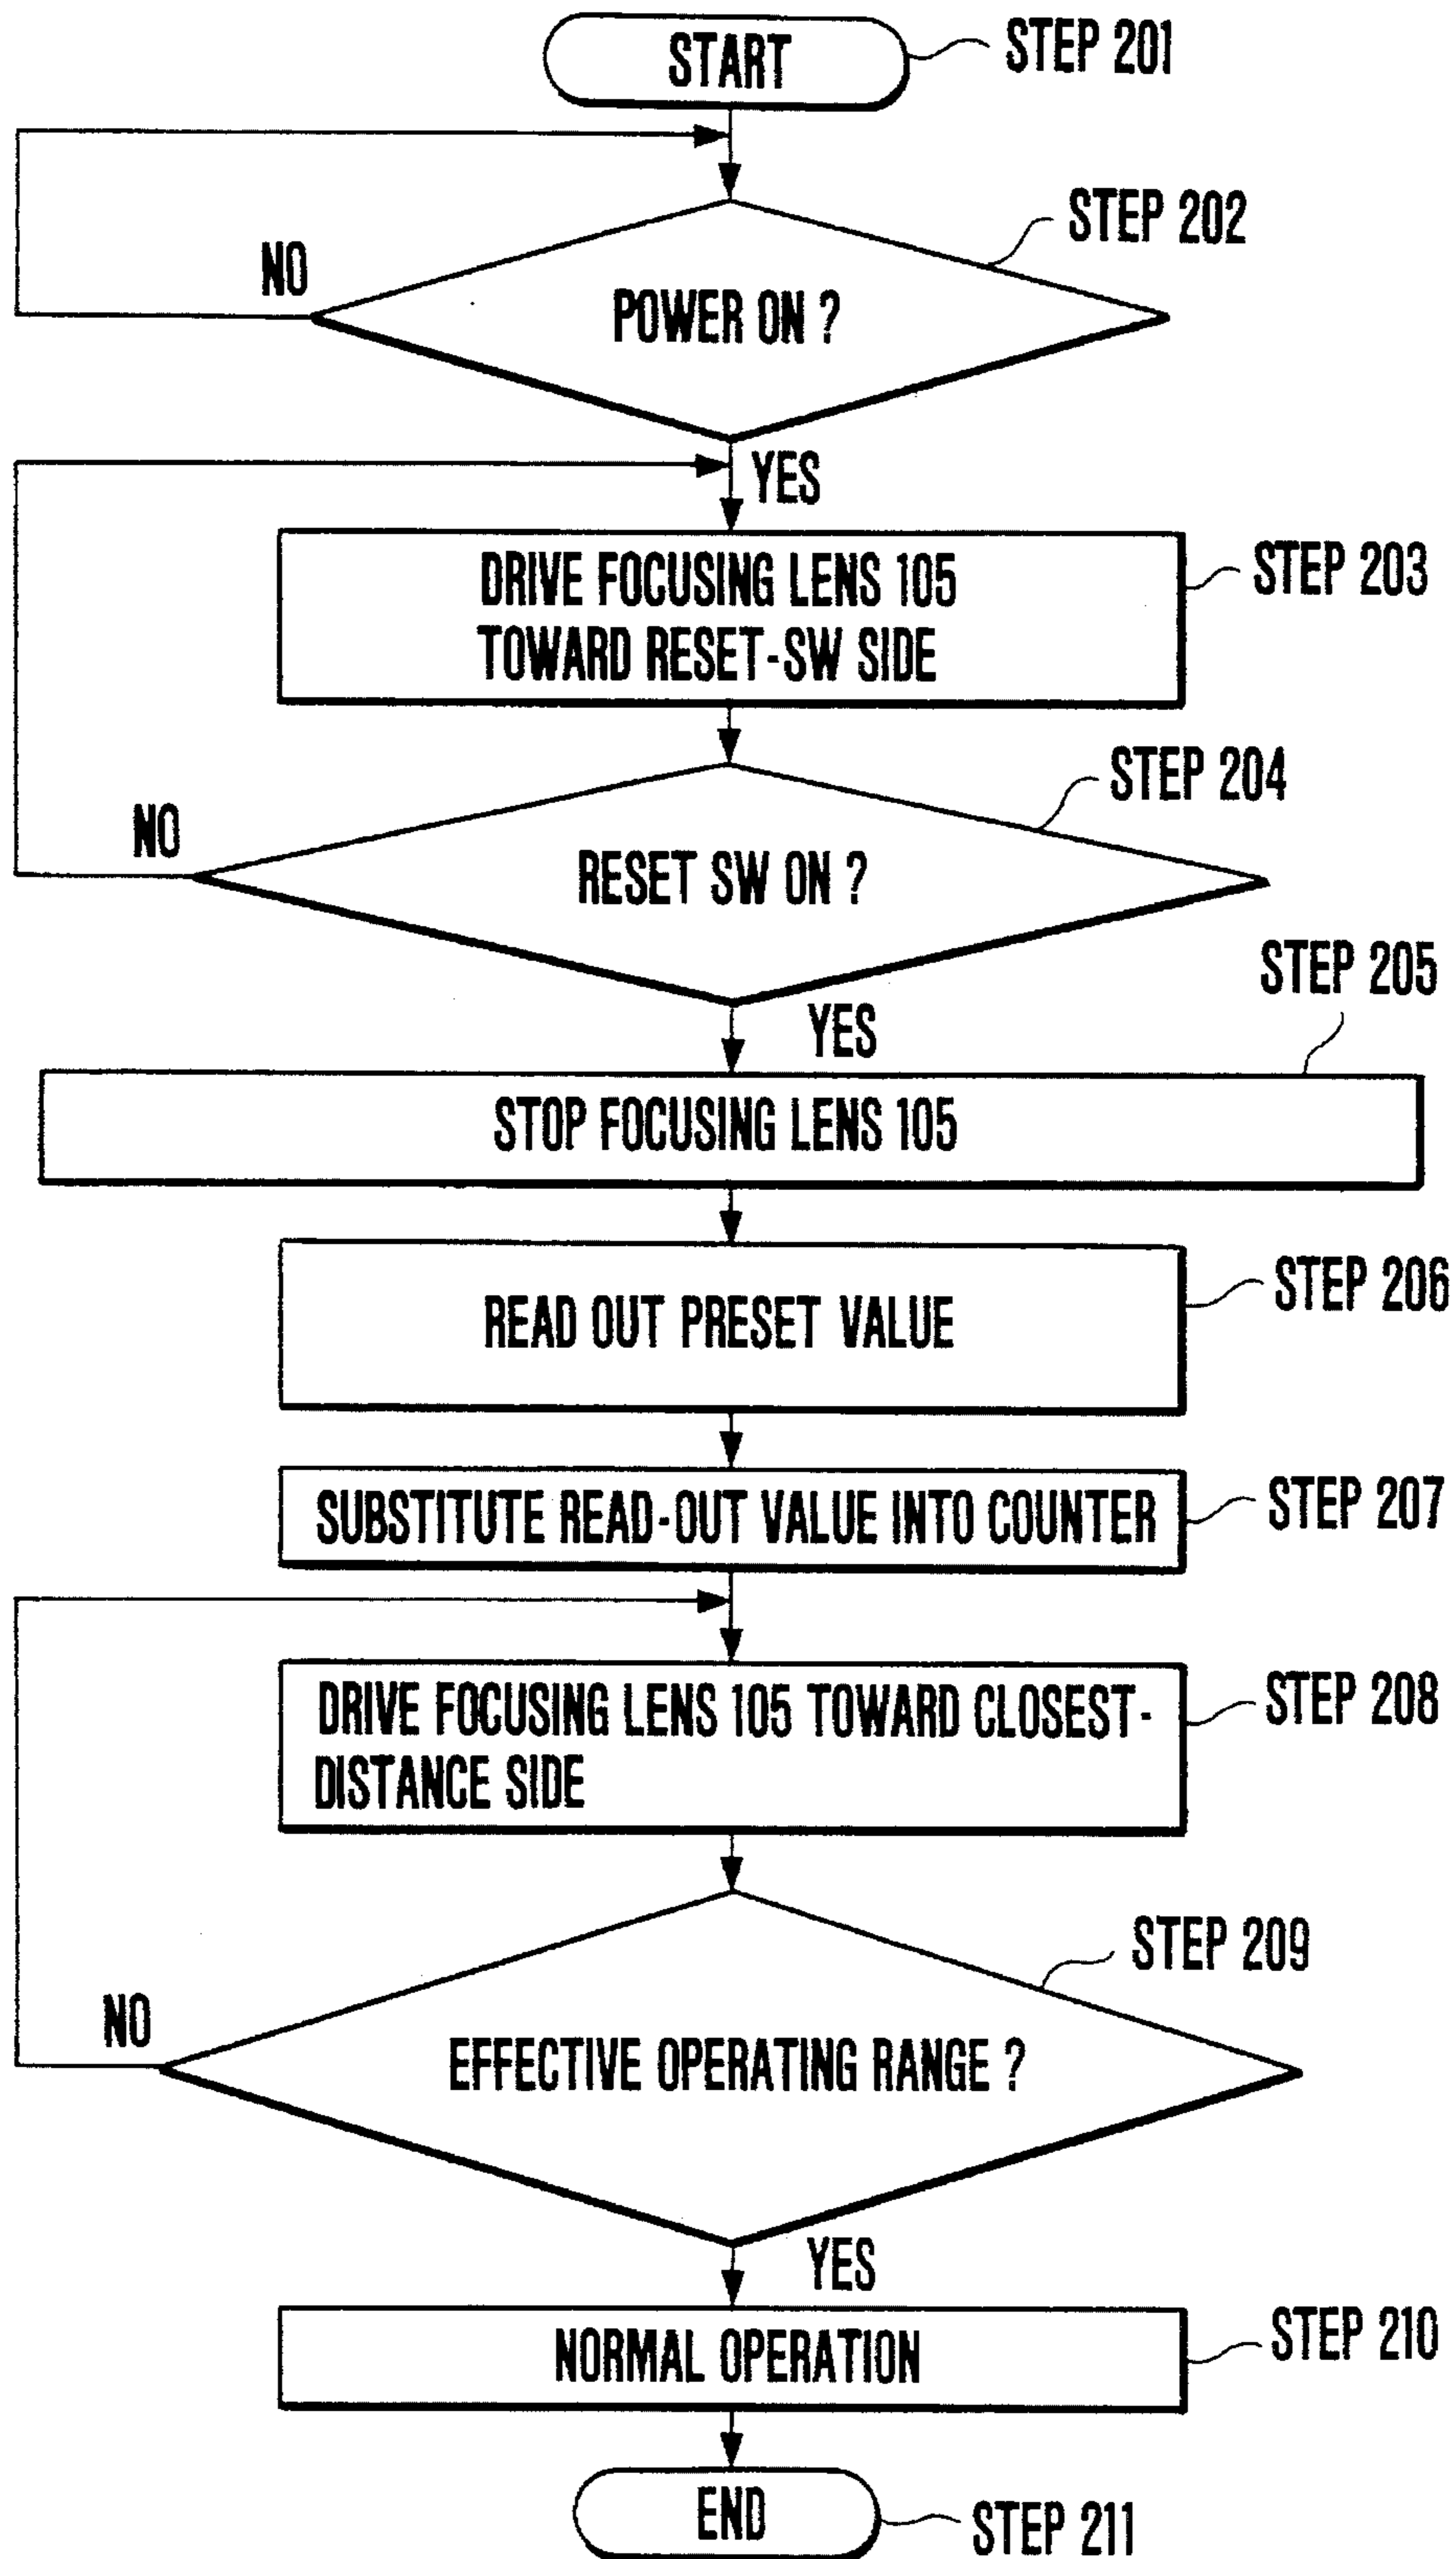 START
STEP 201
STEP 202
NO
POWER ON ?
YES
DRIVE FOCUSING LENS 105
TOWARD RESET-SW SIDE
STEP 203
STEP 204
NO
RESET SW ON ?
STEP 205
YES
STOP FOCUSING LENS 105
STEP 206
READ OUT PRESET VALUE
SUBSTITUTE READ-OUT VALUE INTO COUNTER
STEP 207
DRIVE FOCUSING LENS 105 TOWARD CLOSEST-
DISTANCE SIDE
STEP 208
STEP 209
NO
EFFECTIVE OPERATING RANGE ?
YES
NORMAL OPERATION
STEP 210
END
STEP 211